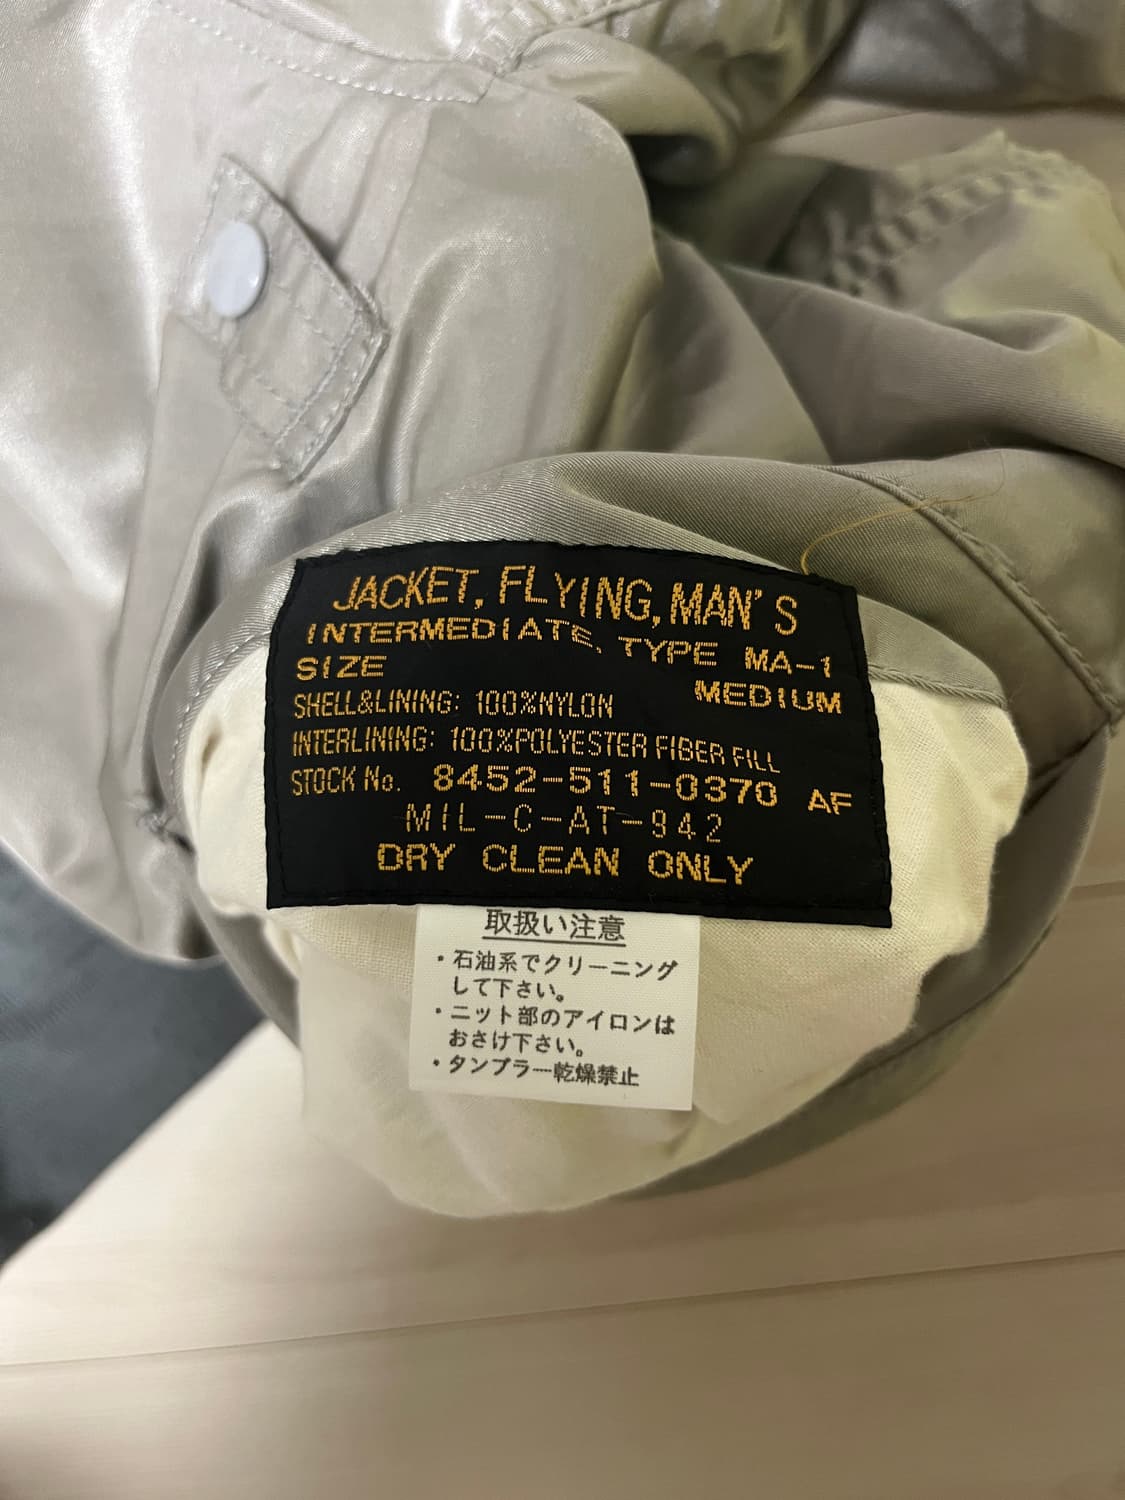 JACKET, FLYING, MAN'S
INTERMEDIATE, TYPE MA-1
SIZE MEDIUM
SHELL&LINING: 100%NYLON
INTERLINING: 100%POLYESTER FIBER FILL
STOCK No. 8452-511-0370 AF
MIL-C-AT-942
DRY CLEAN ONLY
取扱い注意
・石油系でクリーニング
して下さい。
・ニット部のアイロンは
おさけ下さい。
・タンブラー乾燥禁止